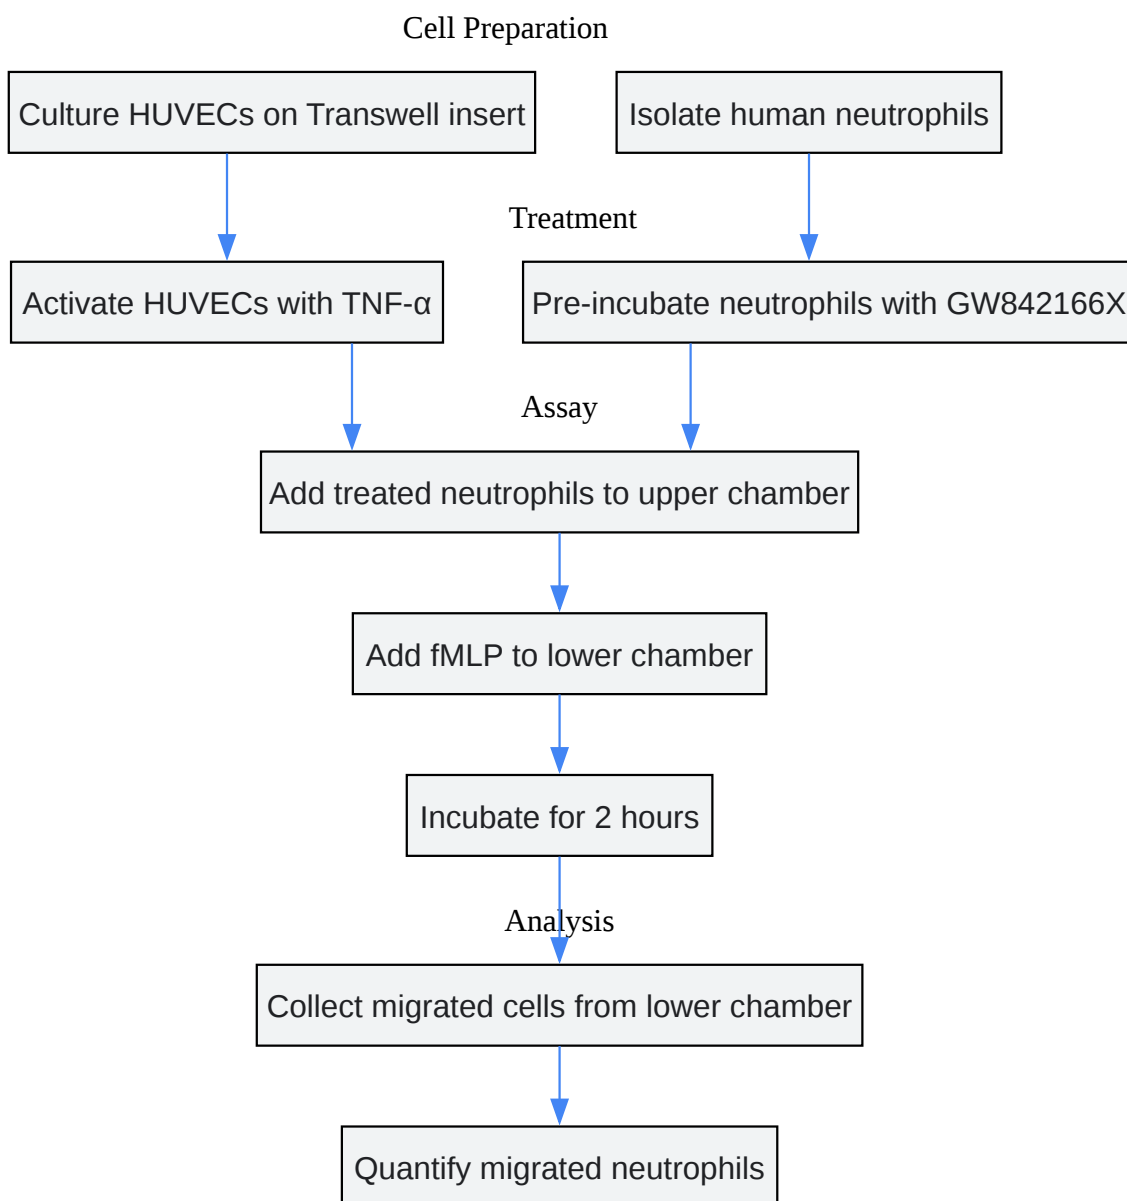 Cell Preparation
Culture HUVECs on Transwell insert
Isolate human neutrophils
Treatment
Activate HUVECs with TNF-α
Pre-incubate neutrophils with GW842166X
Assay
Add treated neutrophils to upper chamber
Add fMLP to lower chamber
Incubate for 2 hours
Analysis
Collect migrated cells from lower chamber
Quantify migrated neutrophils